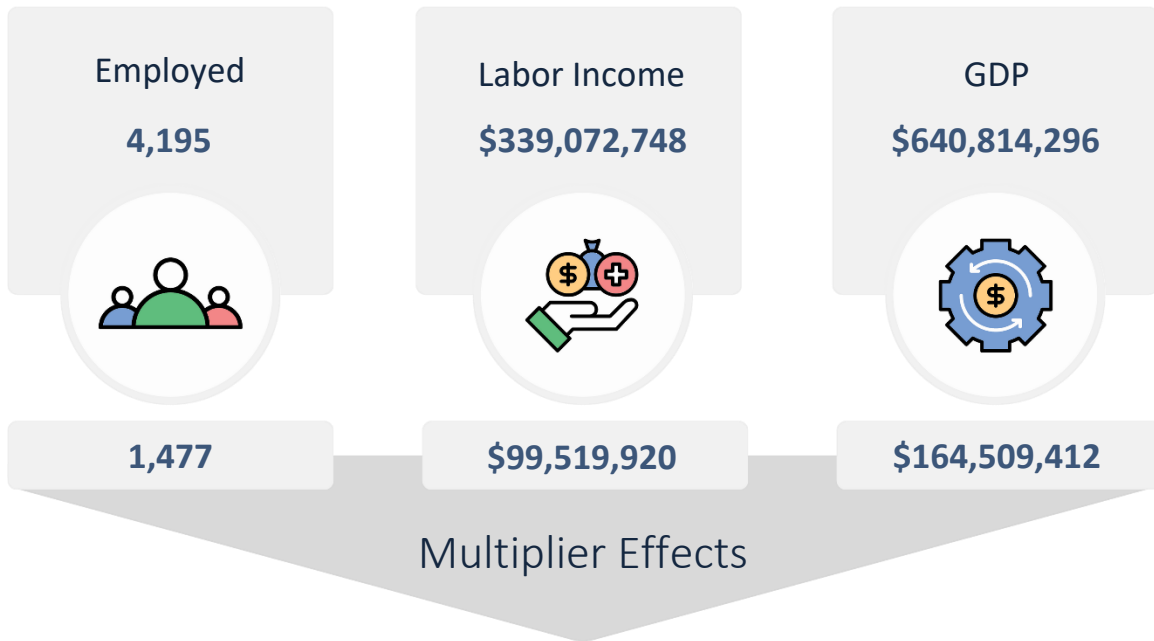 Employed
4,195
Labor Income
$339,072,748
GDP
$640,814,296
$
$
1,477
$99,519,920
$164,509,412
Multiplier Effects